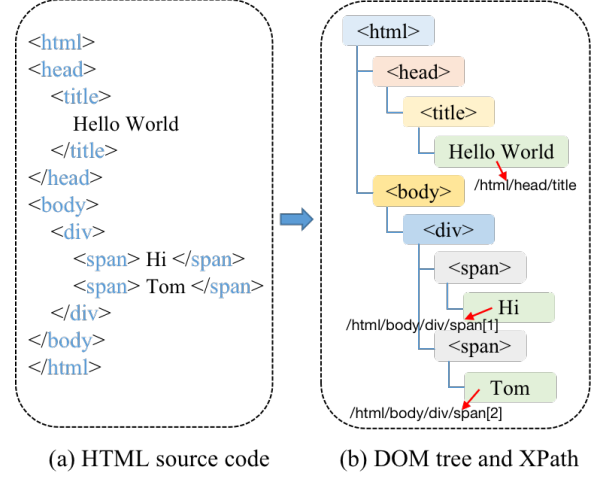 <html>
<head>
<title>
Hello World
</title>
</head>
<body>
<div>
<span> Hi </span>
<span> Tom </span>
</div>
</body>
</html>
(a) HTML source code
<html>
<head>
<title>
Hello World
/html/head/title
<body>
<div>
<span>
Hi
/html/body/div/span[1]
<span>
Tom
/html/body/div/span[2]
(b) DOM tree and XPath